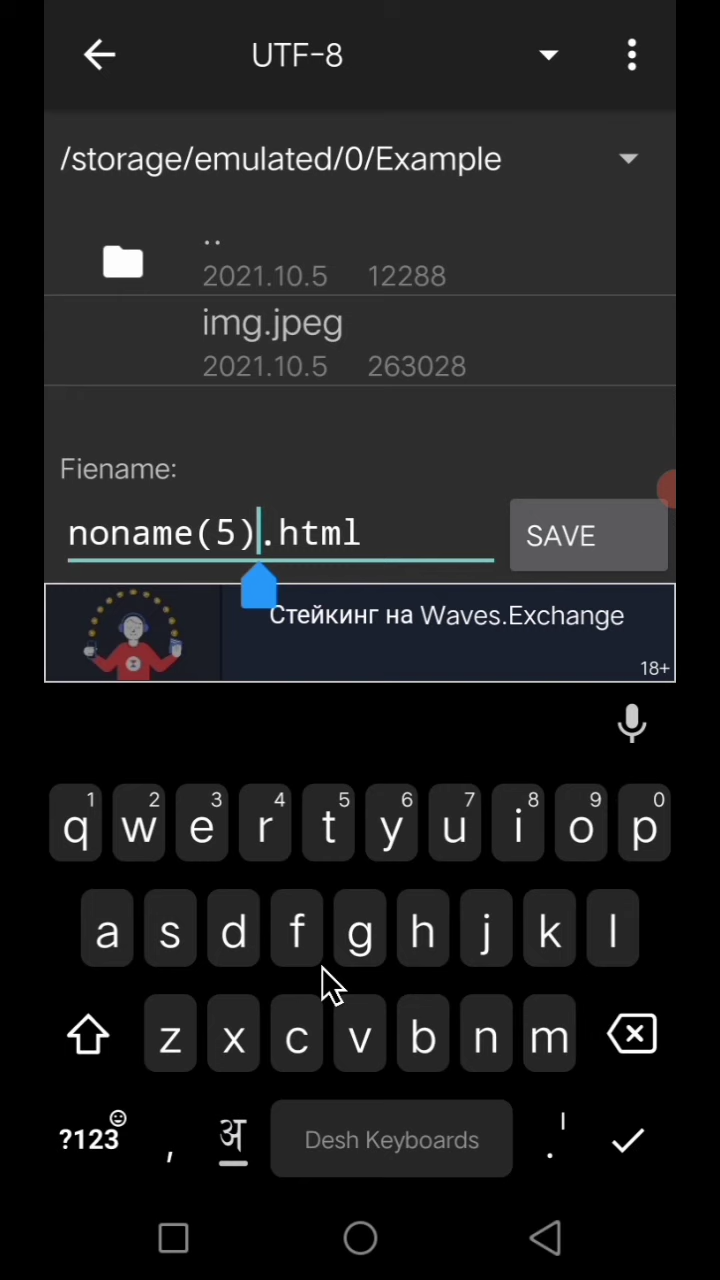 UTF-8
/storage/emulated/0/Example
..
2021.10.5 12288
img.jpeg
2021.10.5 263028
Fiename:
noname(5).html SAVE
Стейкинг на Waves.Exchange
18+
1 2 3 4 5 6 7 8 9 0
q w e r t y u i o p
a s d f g h j k l
z x c v b n m
?123 , अ Desh Keyboards . ।